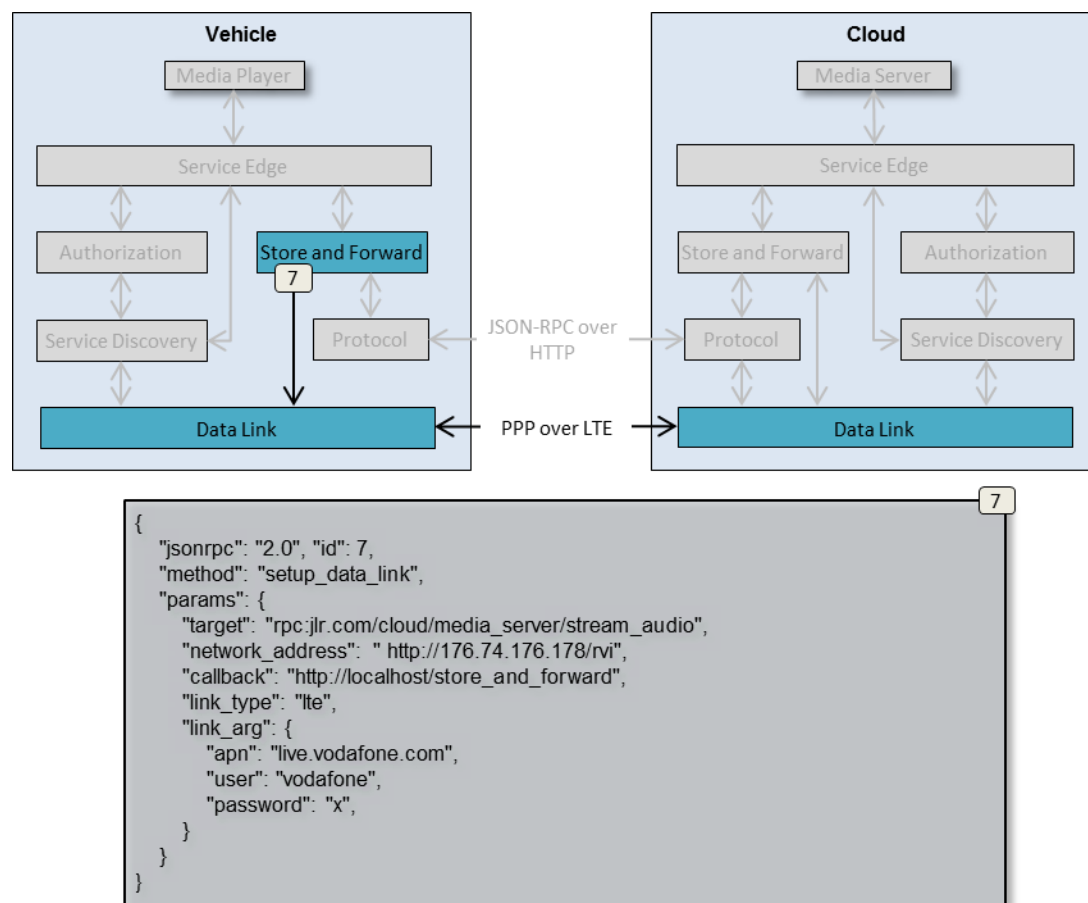 Vehicle
Media Player
Service Edge
Authorization
Store and Forward
7
Service Discovery
Protocol
Data Link
JSON-RPC over
HTTP
PPP over LTE
Cloud
Media Server
Service Edge
Store and Forward
Authorization
Protocol
Service Discovery
Data Link
7
{
"jsonrpc": "2.0", "id": 7,
"method": "setup_data_link",
"params": {
"target": "rpc:jlr.com/cloud/media_server/stream_audio",
"network_address": " http://176.74.176.178/rvi",
"callback": "http://localhost/store_and_forward",
"link_type": "lte",
"link_arg": {
"apn": "live.vodafone.com",
"user": "vodafone",
"password": "x",
}
}
}